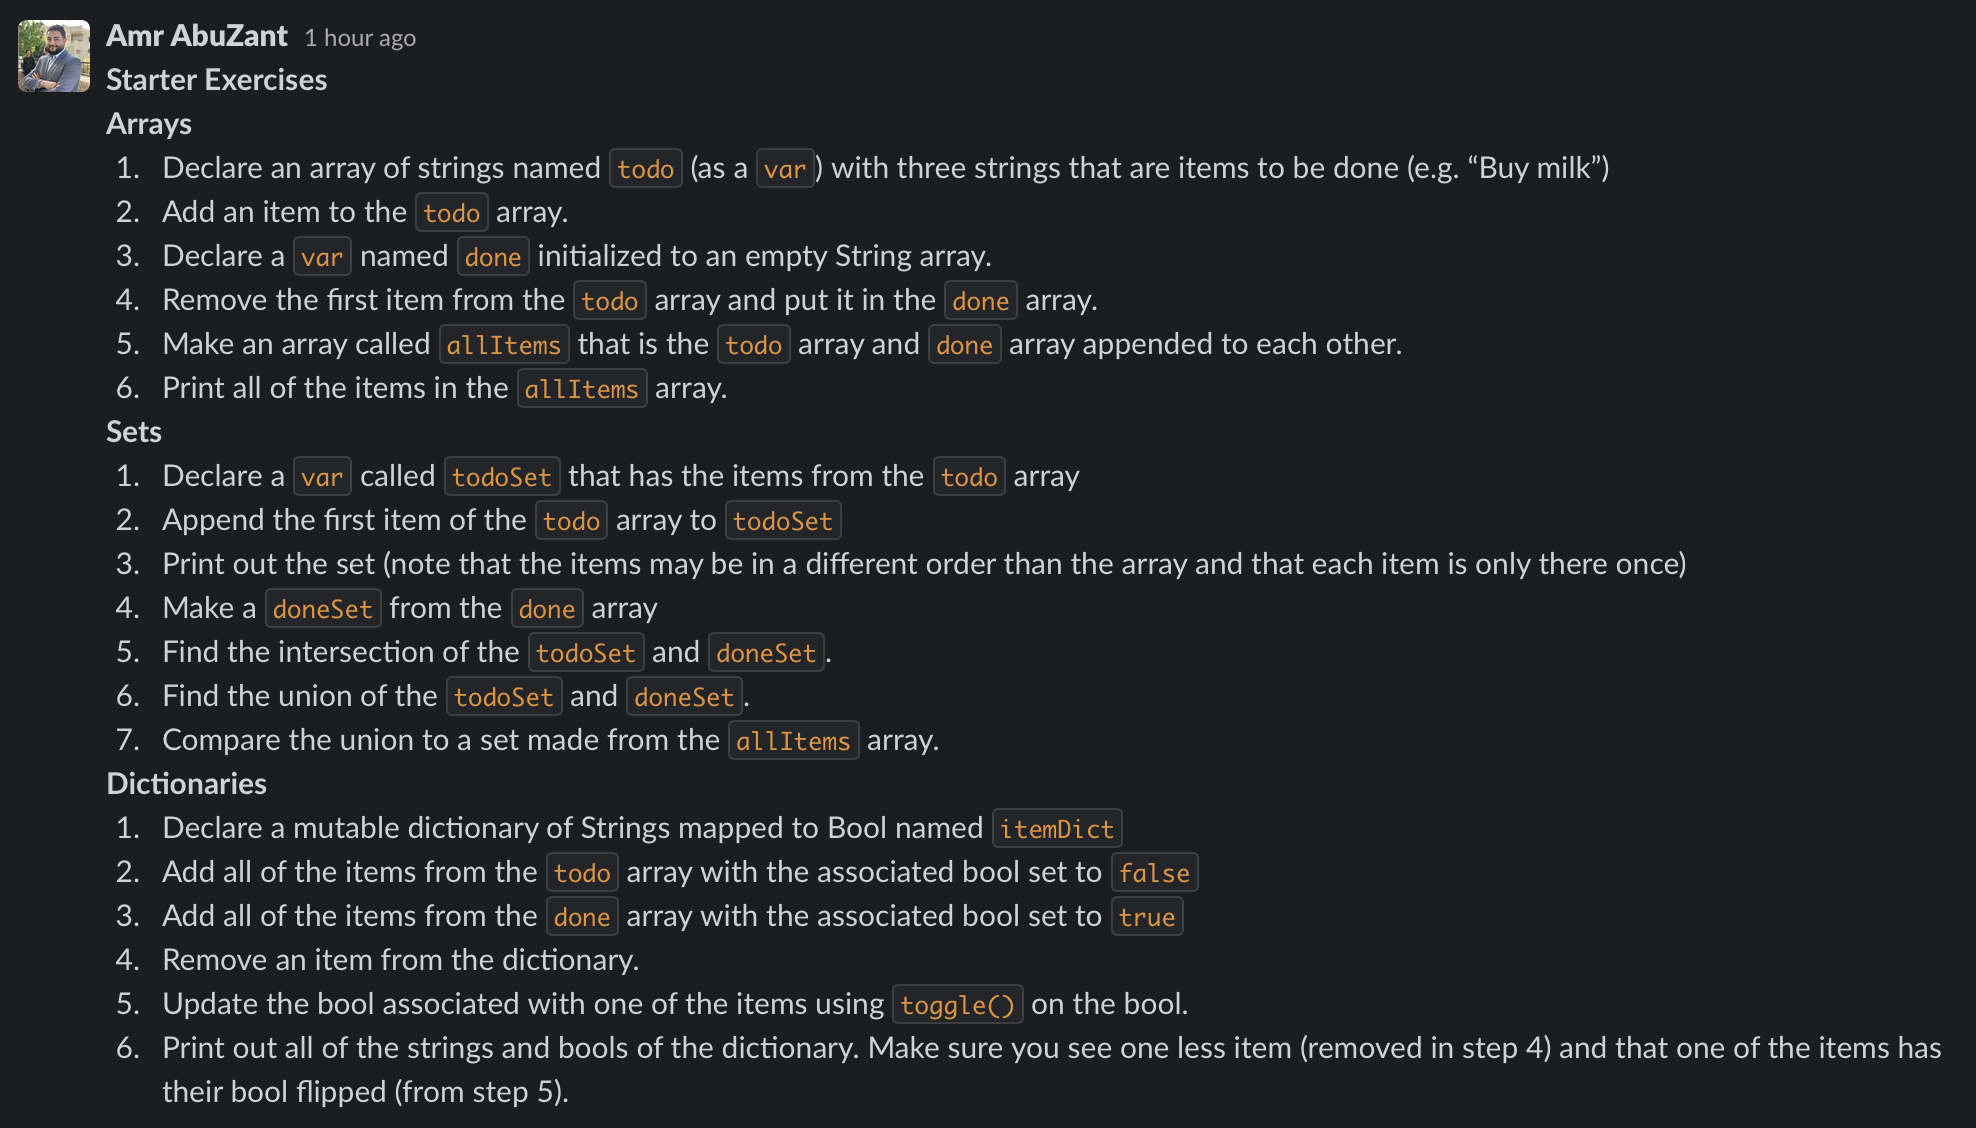 Amr AbuZant 1 hour ago
Starter Exercises
Arrays
1. Declare an array of strings named todo (as a var) with three strings that are items to be done (e.g. “Buy milk”)
2. Add an item to the todo array.
3. Declare a var named done initialized to an empty String array.
4. Remove the first item from the todo array and put it in the done array.
5. Make an array called allItems that is the todo array and done array appended to each other.
6. Print all of the items in the allItems array.
Sets
1. Declare a var called todoSet that has the items from the todo array
2. Append the first item of the todo array to todoSet
3. Print out the set (note that the items may be in a different order than the array and that each item is only there once)
4. Make a doneSet from the done array
5. Find the intersection of the todoSet and doneSet.
6. Find the union of the todoSet and doneSet.
7. Compare the union to a set made from the allItems array.
Dictionaries
1. Declare a mutable dictionary of Strings mapped to Bool named itemDict
2. Add all of the items from the todo array with the associated bool set to false
3. Add all of the items from the done array with the associated bool set to true
4. Remove an item from the dictionary.
5. Update the bool associated with one of the items using toggle() on the bool.
6. Print out all of the strings and bools of the dictionary. Make sure you see one less item (removed in step 4) and that one of the items has
their bool flipped (from step 5).